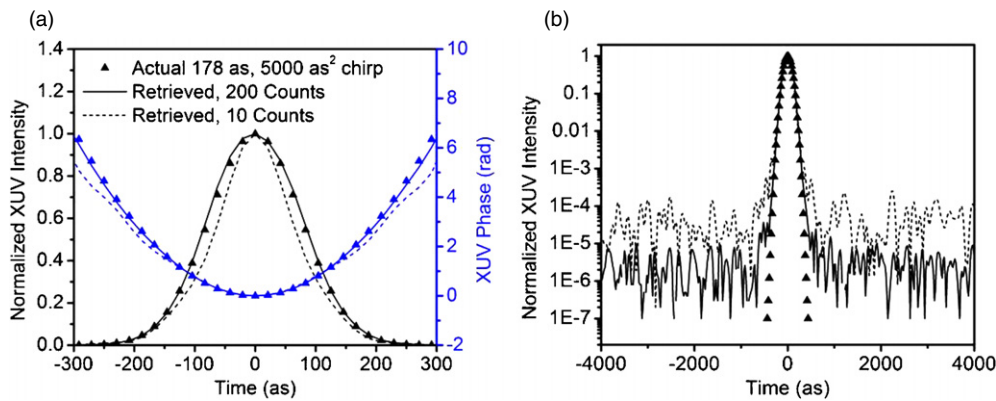 (a)
1.4
1.2
1.0
0.8
0.6
0.4
0.2
0.0
Normalized XUV Intensity
Actual 178 as, 5000 as² chirp
Retrieved, 200 Counts
Retrieved, 10 Counts
10
8
6
4
2
0
-2
XUV Phase (rad)
-300 -200 -100 0 100 200 300
Time (as)
(b)
1
0.1
0.01
1E-3
1E-4
1E-5
1E-6
1E-7
Normalized XUV Intensity
-4000 -2000 0 2000 4000
Time (as)